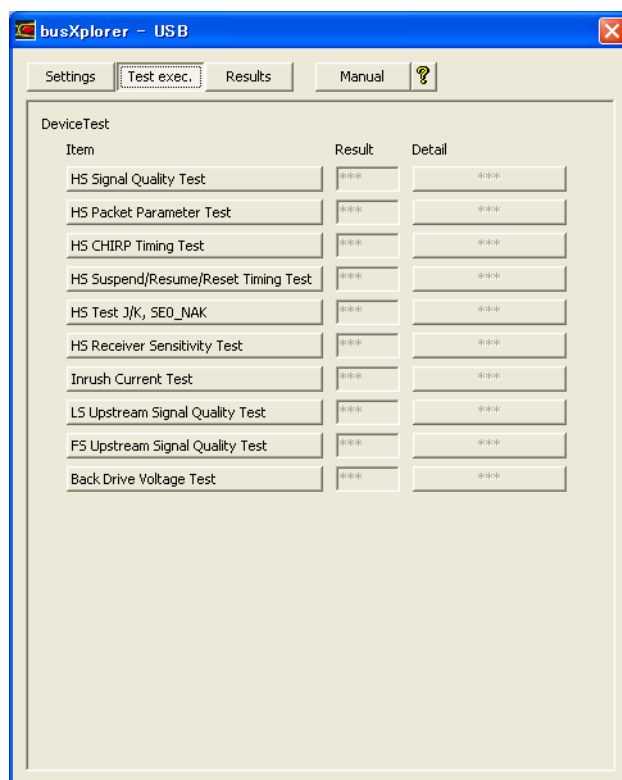 busXplorer - USB
Settings Test exec. Results Manual ?
DeviceTest
Item Result Detail
HS Signal Quality Test *** ***
HS Packet Parameter Test *** ***
HS CHIRP Timing Test *** ***
HS Suspend/Resume/Reset Timing Test *** ***
HS Test J/K, SE0_NAK *** ***
HS Receiver Sensitivity Test *** ***
Inrush Current Test *** ***
LS Upstream Signal Quality Test *** ***
FS Upstream Signal Quality Test *** ***
Back Drive Voltage Test *** ***